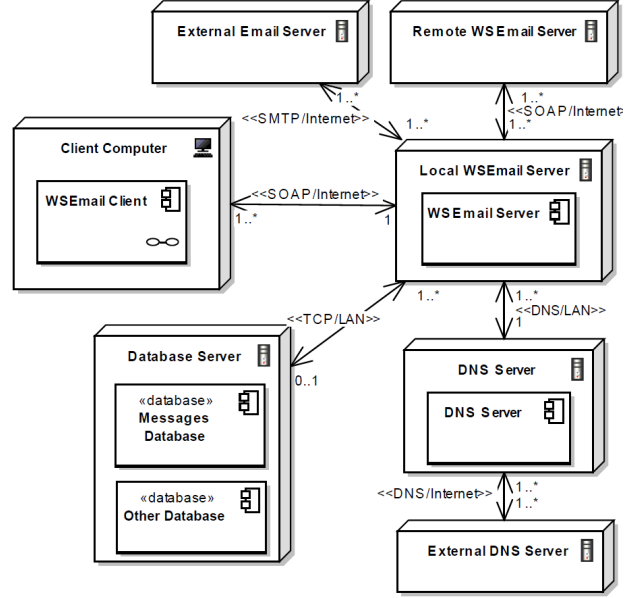 External Email Server
Remote WSEmail Server
1..*
1..*
<<SMTP/Internet>>
<<SOAP/Internet>
1..*
1..*
Client Computer
Local WSEmail Server
WSEmail Client
<<SOAP/Internet>>
WSEmail Server
1..*
1
1..*
1..*
<<TCP/LAN>>
<<DNS/LAN>>
1
Database Server
DNS Server
0..1
«database»
Messages
Database
DNS Server
«database»
Other Database
<<DNS/Internet>>
1..*
1..*
External DNS Server